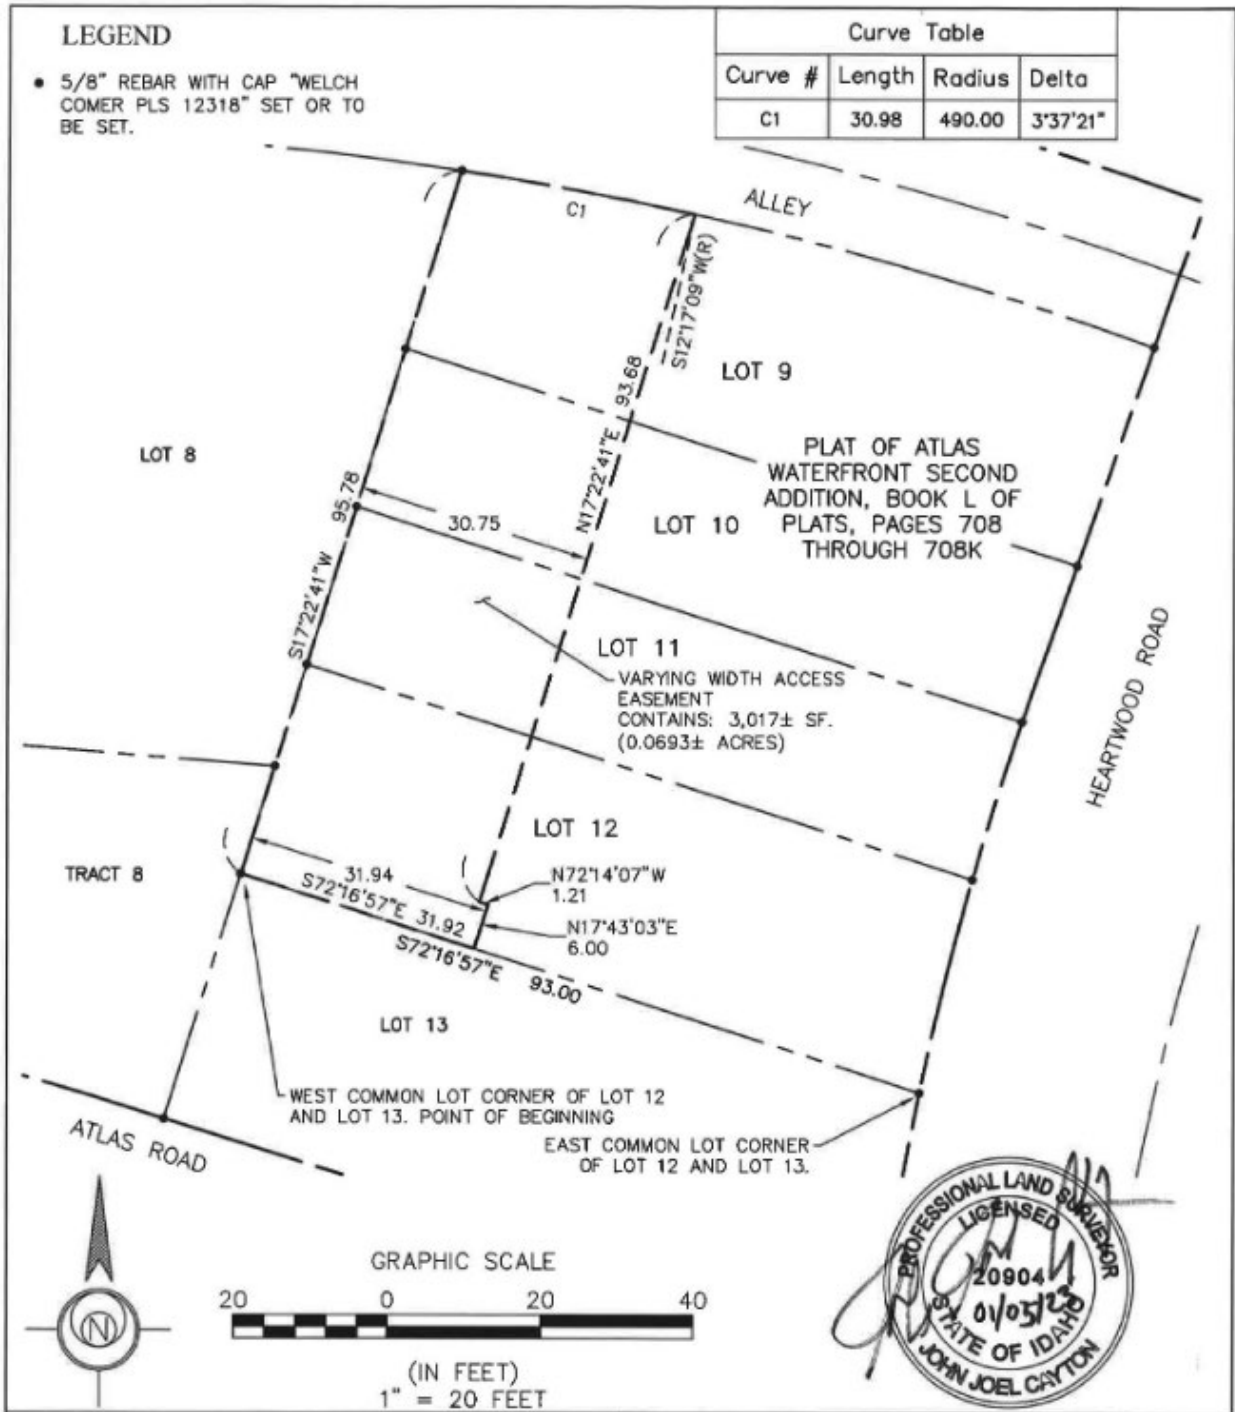 LEGEND
5/8" REBAR WITH CAP "WELCH
COMER PLS 12318" SET OR TO
BE SET.
Curve Table
Curve # Length Radius Delta
C1 30.98 490.00 3°37'21"
C1
ALLEY
S12°17'09"W(R)
LOT 9
93.68
N17°22'41"E
LOT 8
PLAT OF ATLAS
WATERFRONT SECOND
ADDITION, BOOK L OF
PLATS, PAGES 708
THROUGH 708K
95.78
S17°22'41"W
30.75
LOT 10
LOT 11
VARYING WIDTH ACCESS
EASEMENT
CONTAINS: 3,017± SF.
(0.0693± ACRES)
HEARTWOOD ROAD
LOT 12
TRACT 8
31.94
S72°16'57"E 31.92
N72°14'07"W
1.21
N17°43'03"E
6.00
S72°16'57"E 93.00
LOT 13
WEST COMMON LOT CORNER OF LOT 12
AND LOT 13. POINT OF BEGINNING
EAST COMMON LOT CORNER
OF LOT 12 AND LOT 13.
ATLAS ROAD
N
GRAPHIC SCALE
20 0 20 40
(IN FEET)
1" = 20 FEET
PROFESSIONAL LAND SURVEYOR
LICENSED
20904
STATE OF IDAHO
JOHN JOEL CAYTON